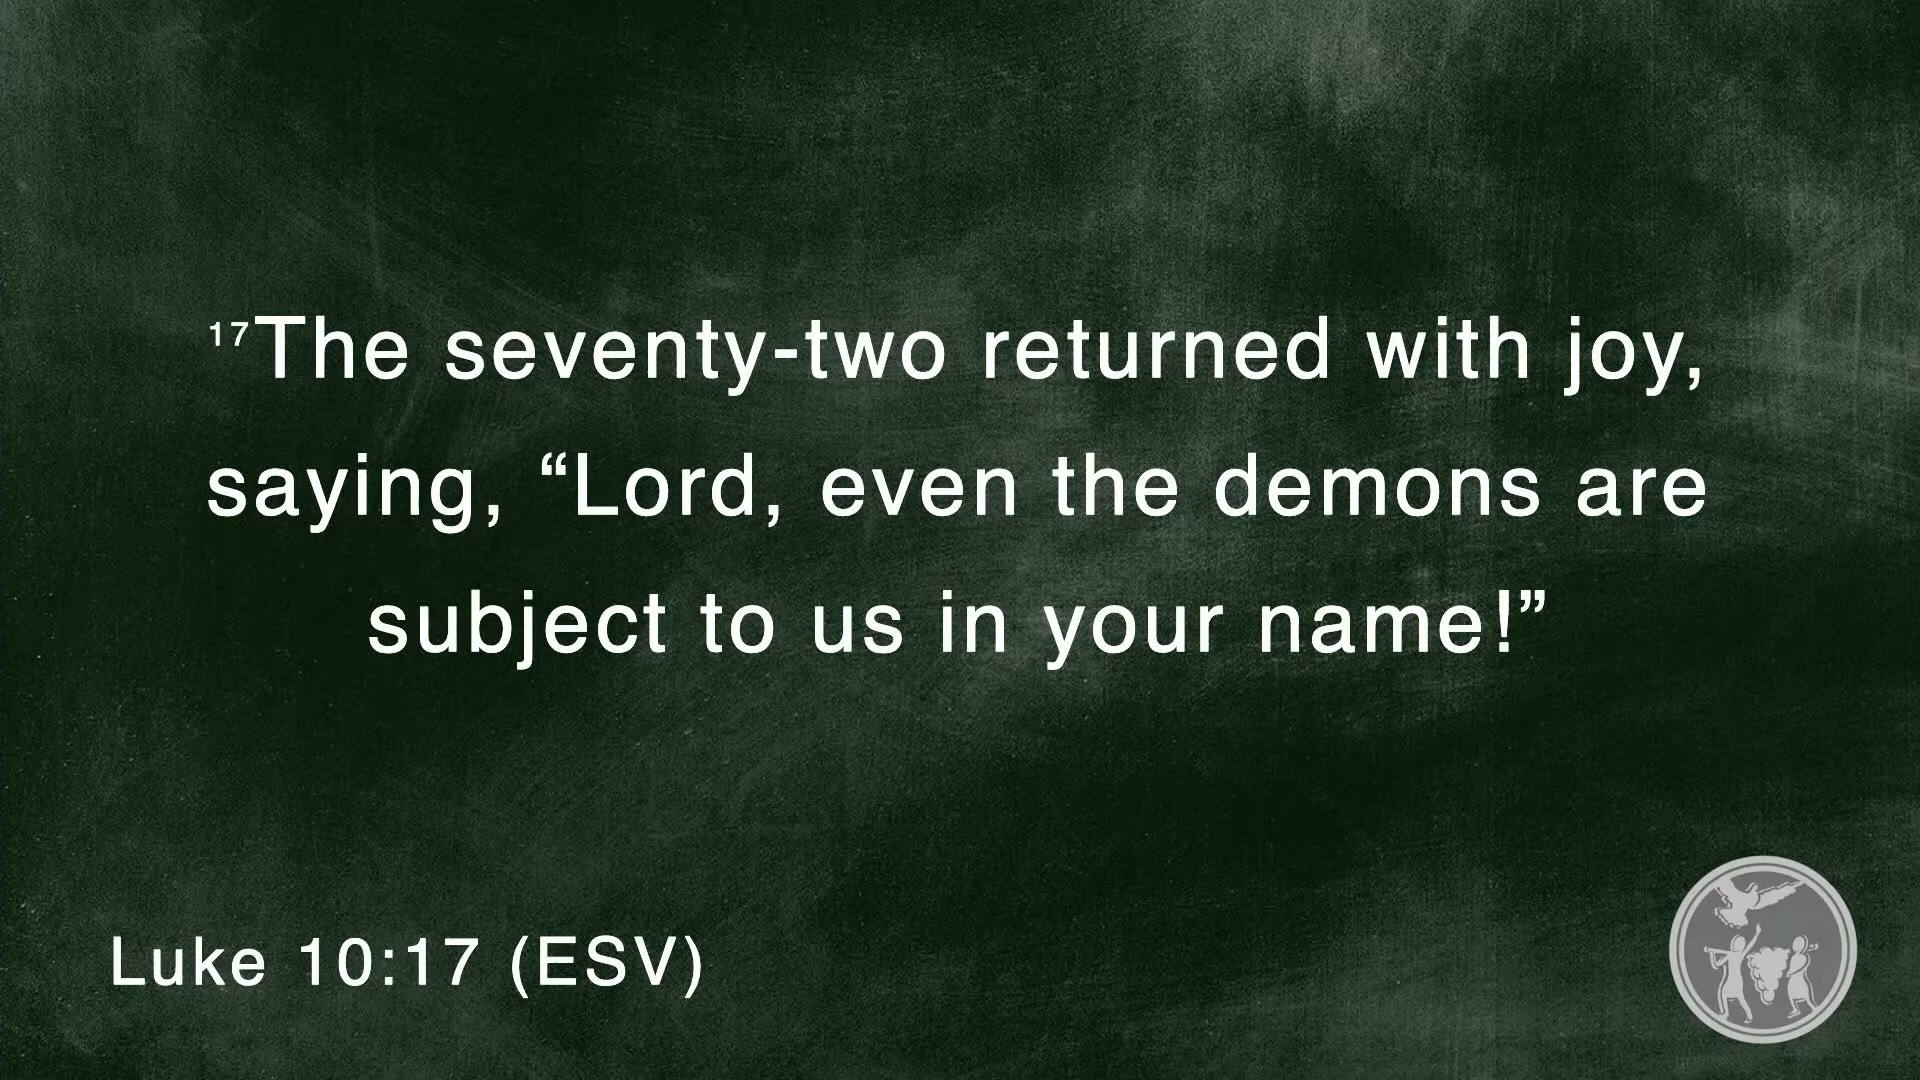 17The seventy-two returned with joy,
saying, “Lord, even the demons are
subject to us in your name!”
Luke 10:17 (ESV)